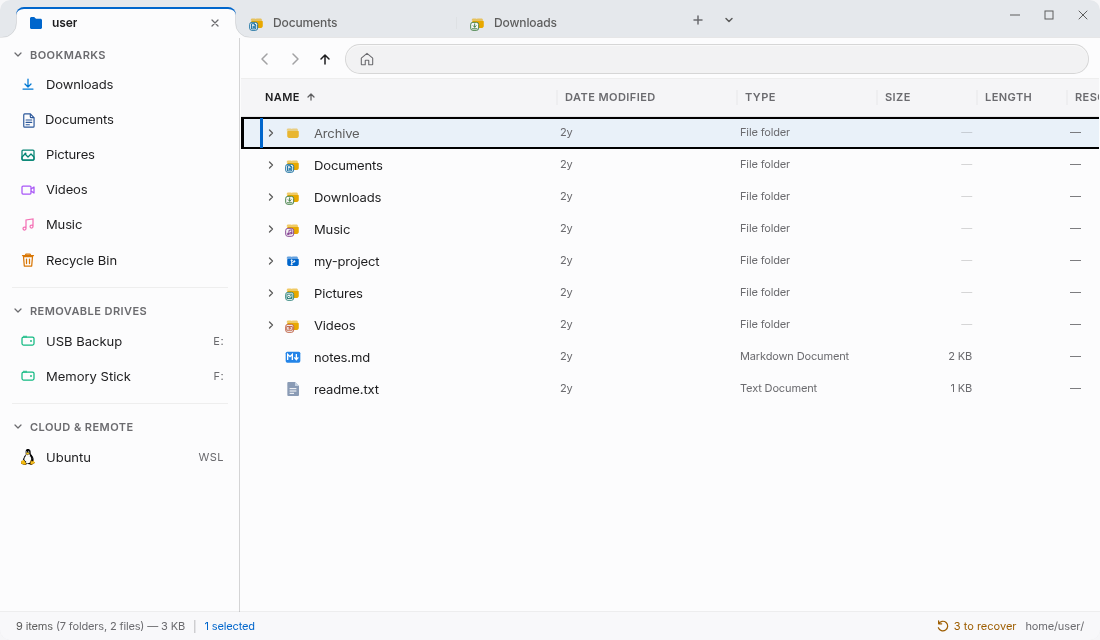 user
Documents
Downloads
BOOKMARKS
Downloads
Documents
Pictures
Videos
Music
Recycle Bin
REMOVABLE DRIVES
USB Backup E:
Memory Stick F:
CLOUD & REMOTE
Ubuntu WSL
NAME DATE MODIFIED TYPE SIZE LENGTH RESO
Archive 2y File folder — —
Documents 2y File folder — —
Downloads 2y File folder — —
Music 2y File folder — —
my-project 2y File folder — —
Pictures 2y File folder — —
Videos 2y File folder — —
notes.md 2y Markdown Document 2 KB —
readme.txt 2y Text Document 1 KB —
9 items (7 folders, 2 files) — 3 KB 1 selected 3 to recover home/user/